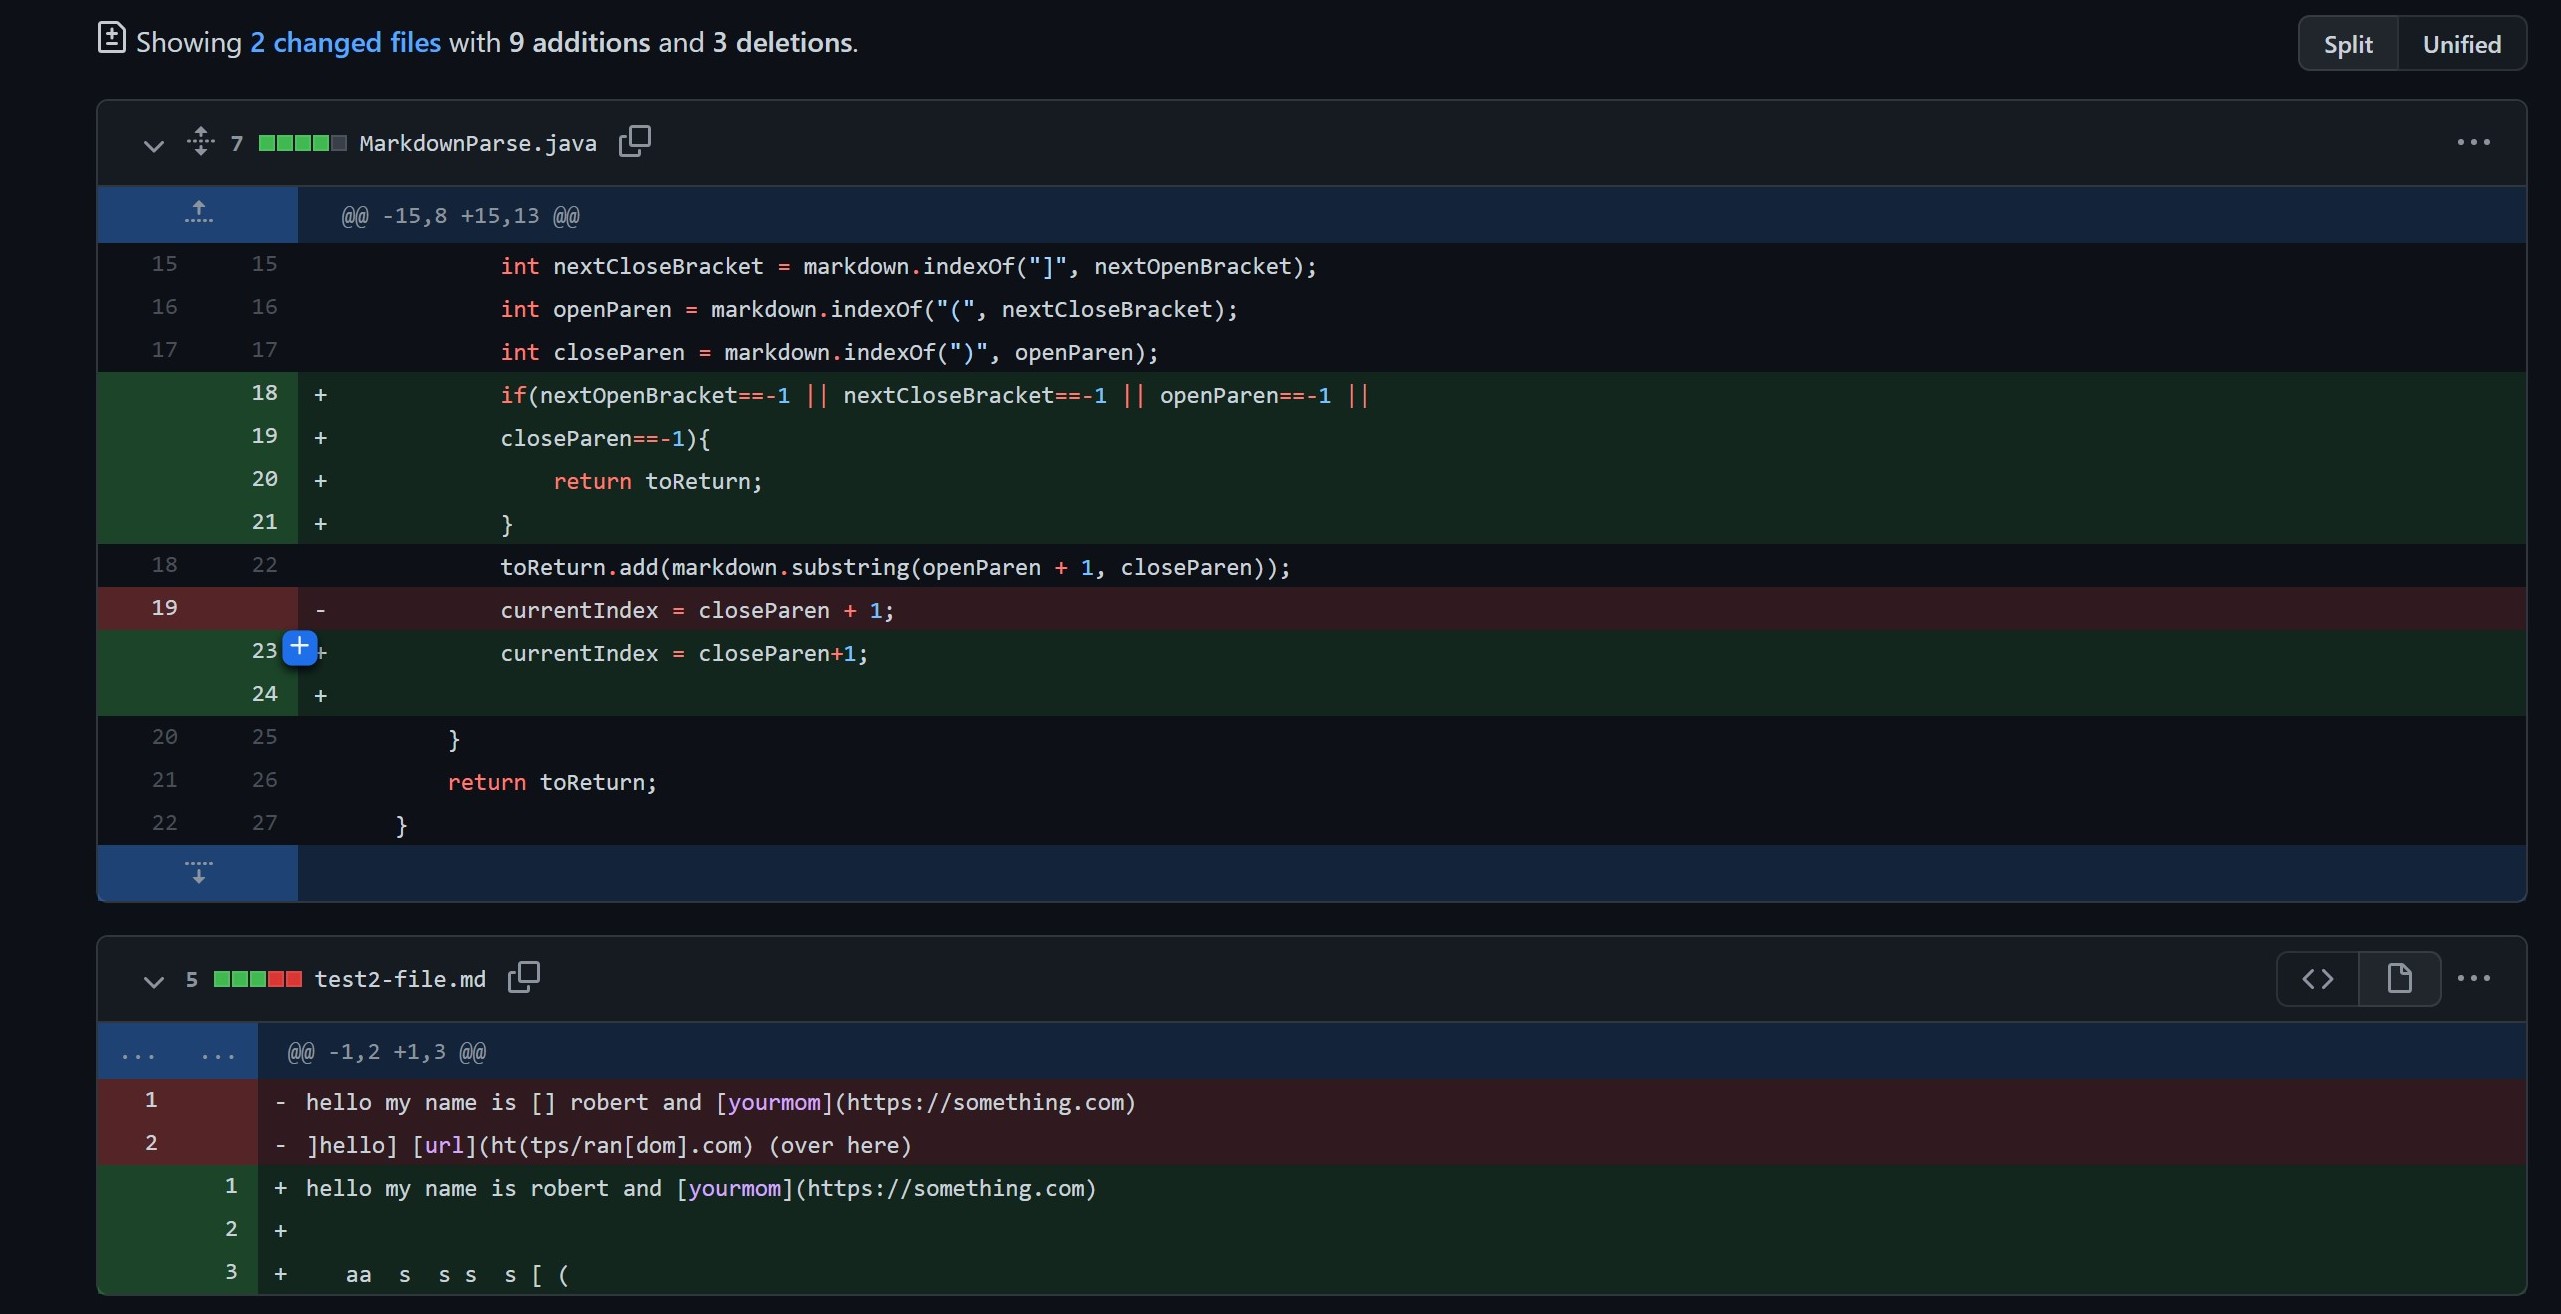 Showing 2 changed files with 9 additions and 3 deletions.
Split Unified
7 MarkdownParse.java
@@ -15,8 +15,13 @@
15 15 int nextCloseBracket = markdown.indexOf("]", nextOpenBracket);
16 16 int openParen = markdown.indexOf("(", nextCloseBracket);
17 17 int closeParen = markdown.indexOf(")", openParen);
18 + if(nextOpenBracket==-1 || nextCloseBracket==-1 || openParen==-1 ||
19 + closeParen==-1){
20 + return toReturn;
21 + }
18 22 toReturn.add(markdown.substring(openParen + 1, closeParen));
19 - currentIndex = closeParen + 1;
23 + currentIndex = closeParen+1;
24 +
20 25 }
21 26 return toReturn;
22 27 }
5 test2-file.md
... ... @@ -1,2 +1,3 @@
1 - hello my name is [] robert and [yourmom](https://something.com)
2 - ]hello] [url](ht(tps/ran[dom].com) (over here)
1 + hello my name is robert and [yourmom](https://something.com)
2 +
3 + aa s s s s [ (